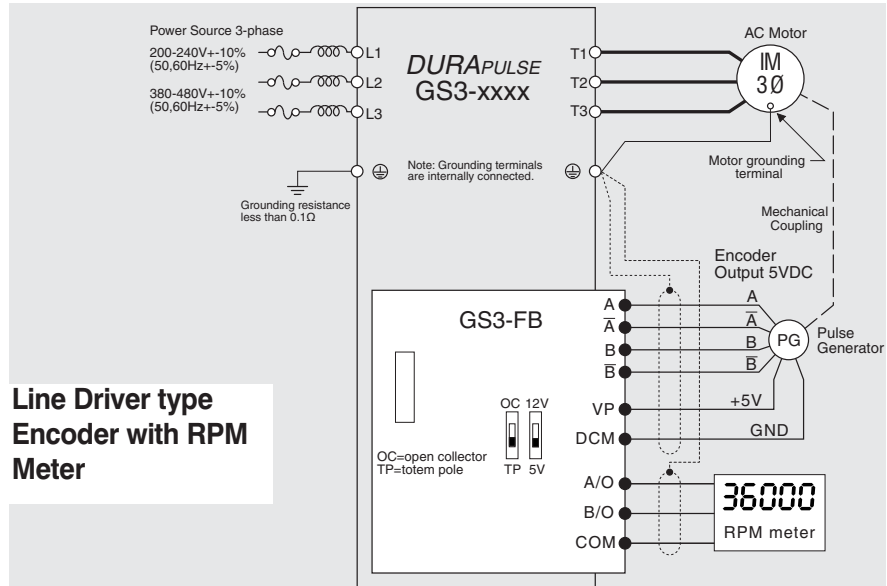 Power Source 3-phase
200-240V+-10%
(50,60Hz+-5%)
380-480V+-10%
(50,60Hz+-5%)
L1
L2
L3
DURAPULSE
GS3-xxxx
T1
T2
T3
AC Motor
IM
3Ø
Note: Grounding terminals
are internally connected.
Grounding resistance
less than 0.1Ω
Motor grounding
terminal
Mechanical
Coupling
Encoder
Output 5VDC
GS3-FB
A
A̅
B
B̅
VP
DCM
A/O
B/O
COM
A
A̅
B
B̅
+5V
GND
PG
Pulse
Generator
OC 12V
TP 5V
OC=open collector
TP=totem pole
36000
RPM meter
Line Driver type
Encoder with RPM
Meter